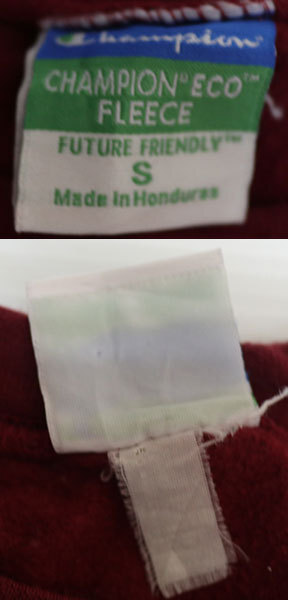 Champion
CHAMPION® ECO™
FLEECE
FUTURE FRIENDLY™
S
Made in Honduras